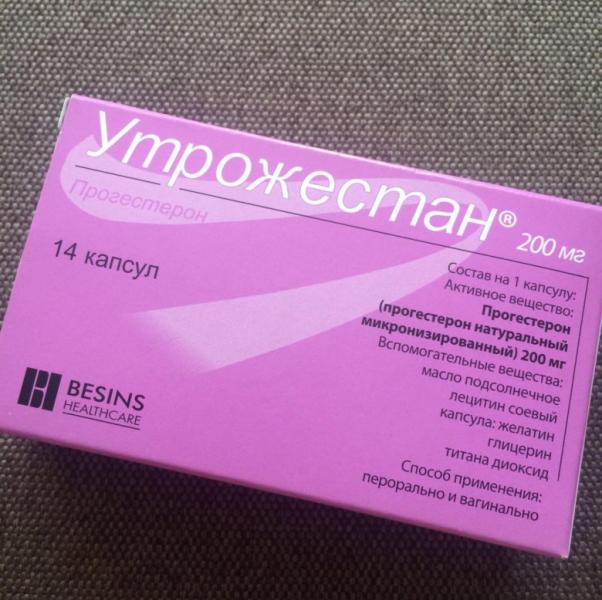 Утрожестан®
Прогестерон
200 мг
14 капсул
Состав на 1 капсулу:
Активное вещество:
Прогестерон
(прогестерон натуральный
микронизированный) 200 мг
Вспомогательные вещества:
масло подсолнечное
лецитин соевый
капсула: желатин
глицерин
титана диоксид
Способ применения:
перорально и вагинально
BESINS
HEALTHCARE